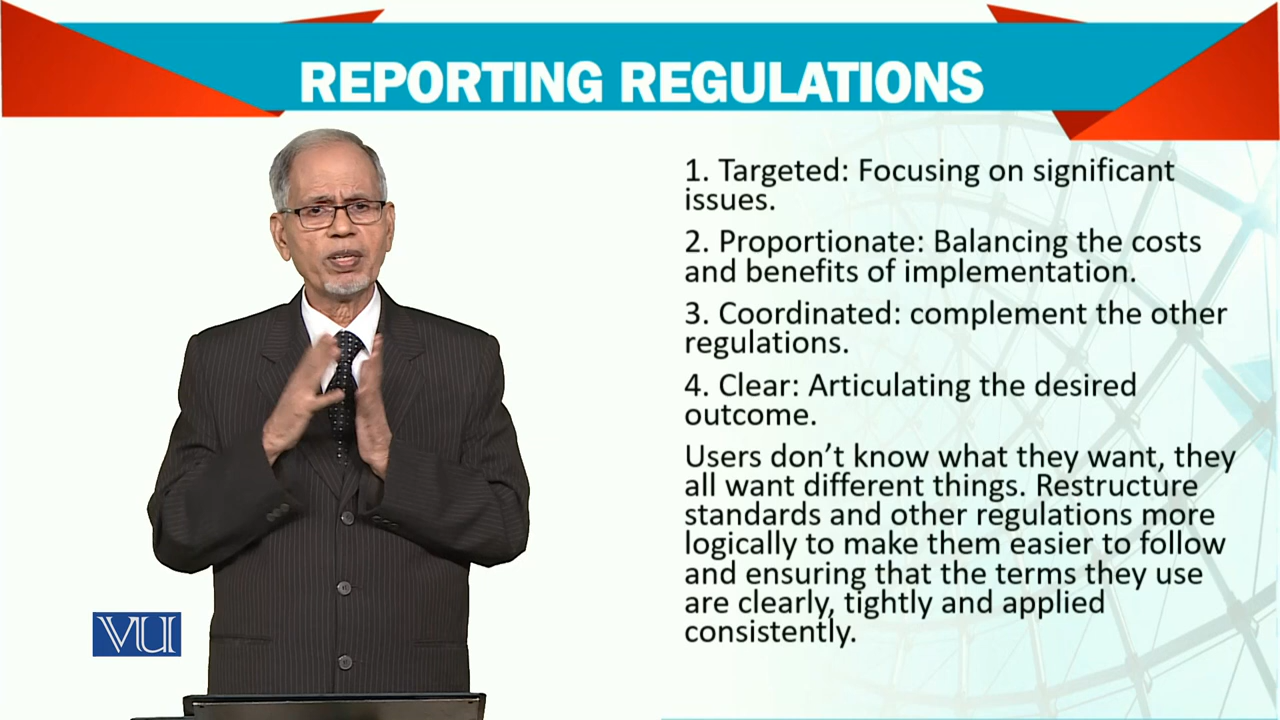 REPORTING REGULATIONS
1. Targeted: Focusing on significant
issues.
2. Proportionate: Balancing the costs
and benefits of implementation.
3. Coordinated: complement the other
regulations.
4. Clear: Articulating the desired
outcome.
Users don’t know what they want, they
all want different things. Restructure
standards and other regulations more
logically to make them easier to follow
and ensuring that the terms they use
are clearly, tightly and applied
consistently.
VU